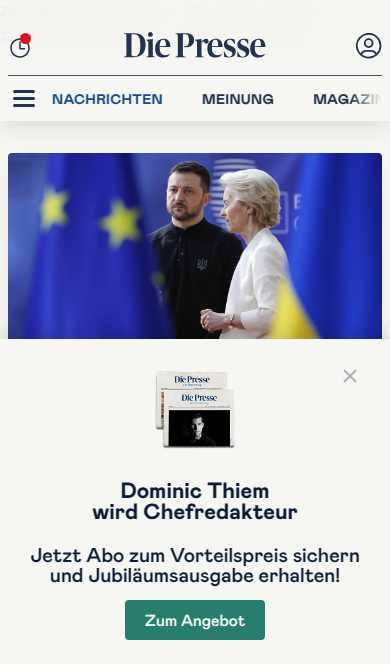 Die Presse
NACHRICHTEN MEINUNG MAGAZIN
Die Presse
Die Presse
Dominic Thiem
wird Chefredakteur
Jetzt Abo zum Vorteilspreis sichern
und Jubiläumsausgabe erhalten!
Zum Angebot